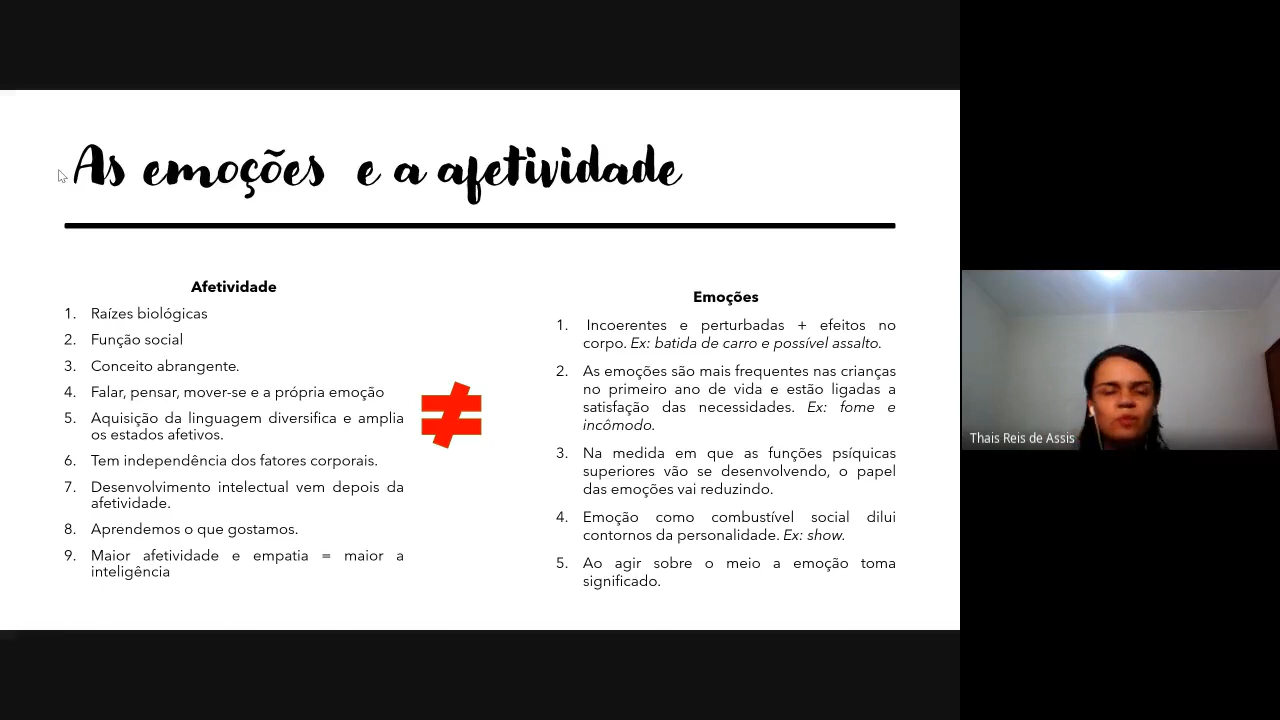 As emoções e a afetividade
Afetividade
1. Raízes biológicas
2. Função social
3. Conceito abrangente.
4. Falar, pensar, mover-se e a própria emoção
5. Aquisição da linguagem diversifica e amplia
os estados afetivos.
6. Tem independência dos fatores corporais.
7. Desenvolvimento intelectual vem depois da
afetividade.
8. Aprendemos o que gostamos.
9. Maior afetividade e empatia = maior a
inteligência
≠
Emoções
1. Incoerentes e perturbadas + efeitos no
corpo. Ex: batida de carro e possível assalto.
2. As emoções são mais frequentes nas crianças
no primeiro ano de vida e estão ligadas a
satisfação das necessidades. Ex: fome e
incômodo.
3. Na medida em que as funções psíquicas
superiores vão se desenvolvendo, o papel
das emoções vai reduzindo.
4. Emoção como combustível social dilui
contornos da personalidade. Ex: show.
5. Ao agir sobre o meio a emoção toma
significado.
Thais Reis de Assis